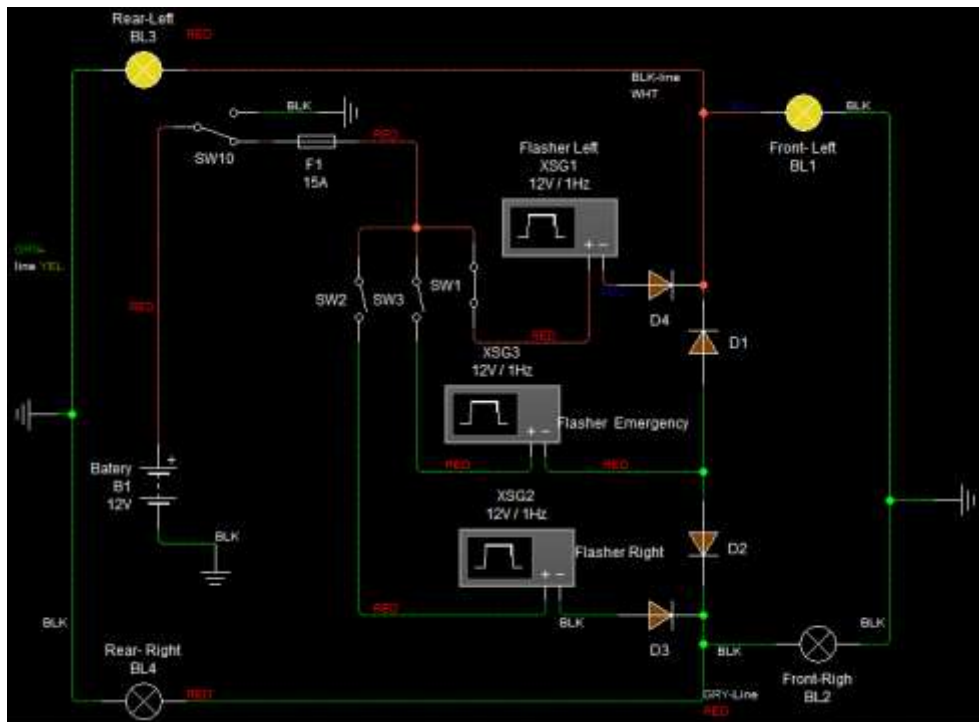 Rear-Left
BL3
RED
BLK-line
WHT
BLK
BLK
RED
SW10
F1
15A
Flasher Left
XSG1
12V / 1Hz
Front- Left
BL1
line YEL
SW2
SW3
SW1
RED
D4
RED
D1
XSG3
12V / 1Hz
Flasher Emergency
RED
RED
Batery
B1
12V
XSG2
12V / 1Hz
BLK
Flasher Right
D2
RED
BLK
BLK
BLK
D3
BLK
Rear- Right
BL4
RED
Front-Righ
BL2
GRY-Line
RED